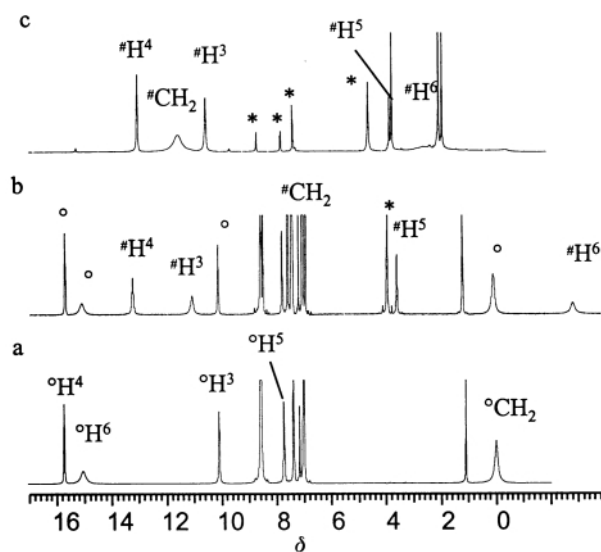 c
#H⁴
#CH₂
#H³
*
*
*
*
#H⁵
#H⁶
b
°
°
#H⁴
#H³
°
#CH₂
*
#H⁵
°
#H⁶
a
°H⁴
°H⁶
°H³
°H⁵
°CH₂
16 14 12 10 8 6 4 2 0
δ